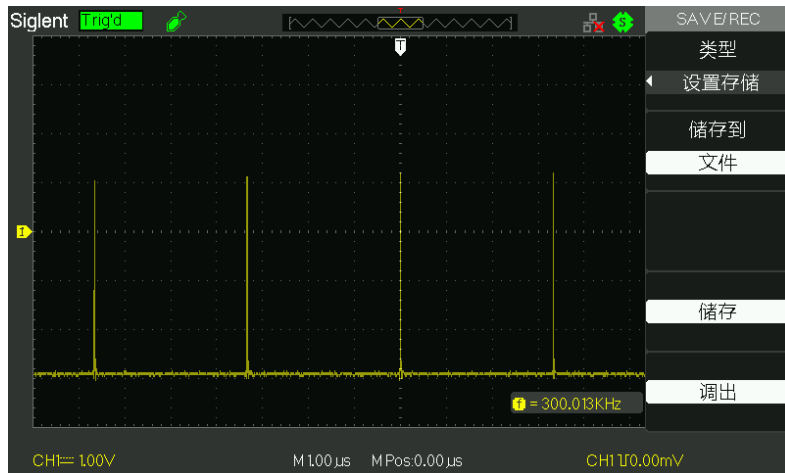 Siglent Trig'd
SAVE/REC
类型
设置存储
储存到
文件
储存
调出
f = 300.013KHz
CH1 1.00V M 1.00μs M Pos:0.00μs CH1 0.00mV